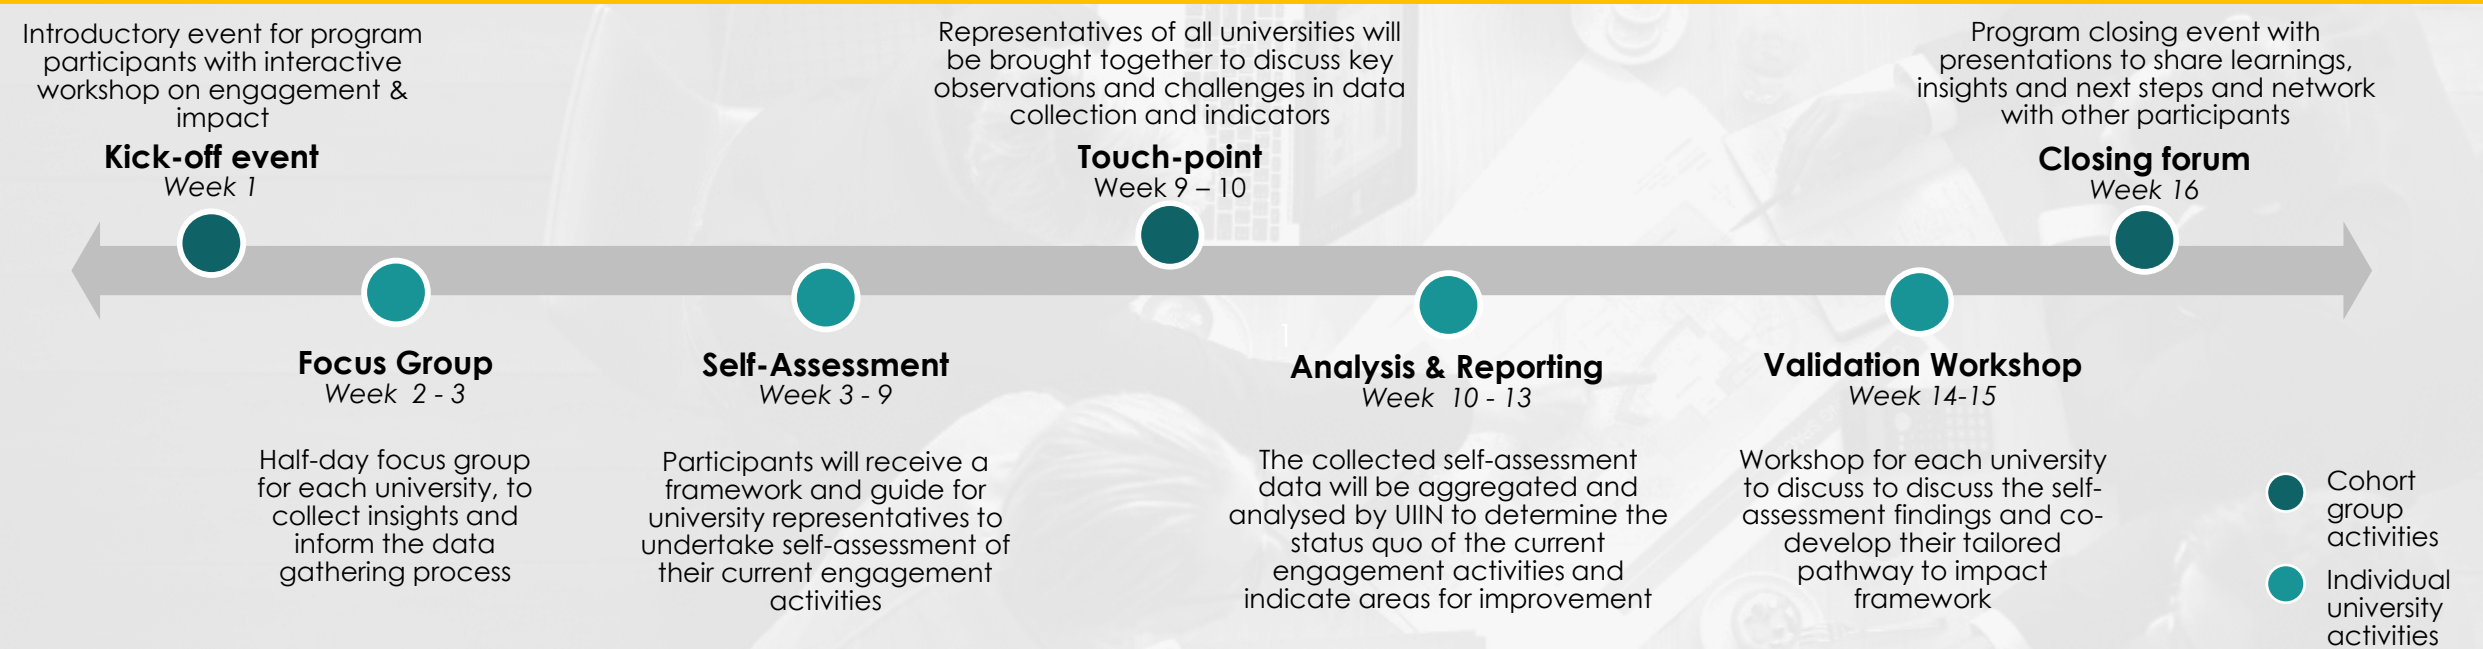 Introductory event for program
participants with interactive
workshop on engagement &
impact
Kick-off event
Week 1
Representatives of all universities will
be brought together to discuss key
observations and challenges in data
collection and indicators
Touch-point
Week 9 – 10
Program closing event with
presentations to share learnings,
insights and next steps and network
with other participants
Closing forum
Week 16
1
Focus Group
Week 2 - 3
Half-day focus group
for each university, to
collect insights and
inform the data
gathering process
Self-Assessment
Week 3 - 9
Participants will receive a
framework and guide for
university representatives to
undertake self-assessment of
their current engagement
activities
Analysis & Reporting
Week 10 - 13
The collected self-assessment
data will be aggregated and
analysed by UIIN to determine the
status quo of the current
engagement activities and
indicate areas for improvement
Validation Workshop
Week 14-15
Workshop for each university
to discuss to discuss the self-
assessment findings and co-
develop their tailored
pathway to impact
framework
Cohort
group
activities
Individual
university
activities